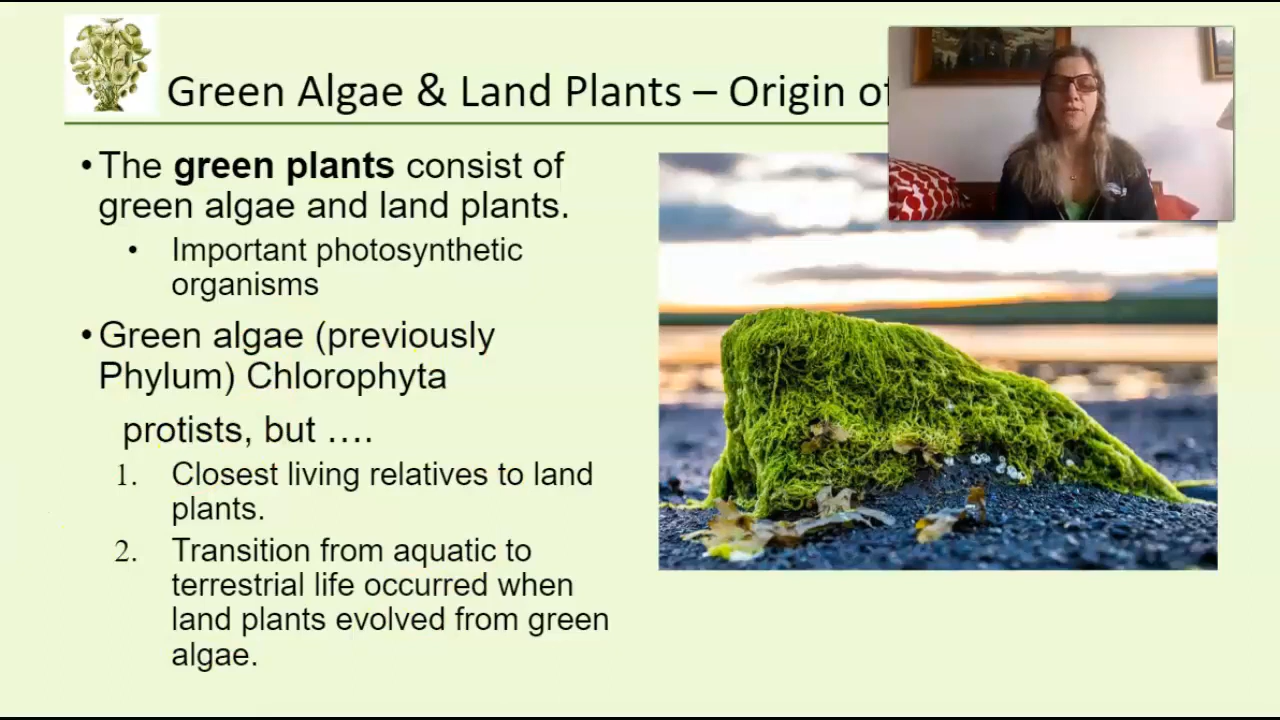 Green Algae & Land Plants – Origin of
• The green plants consist of
green algae and land plants.
• Important photosynthetic
organisms
• Green algae (previously
Phylum) Chlorophyta
protists, but ….
1. Closest living relatives to land
plants.
2. Transition from aquatic to
terrestrial life occurred when
land plants evolved from green
algae.